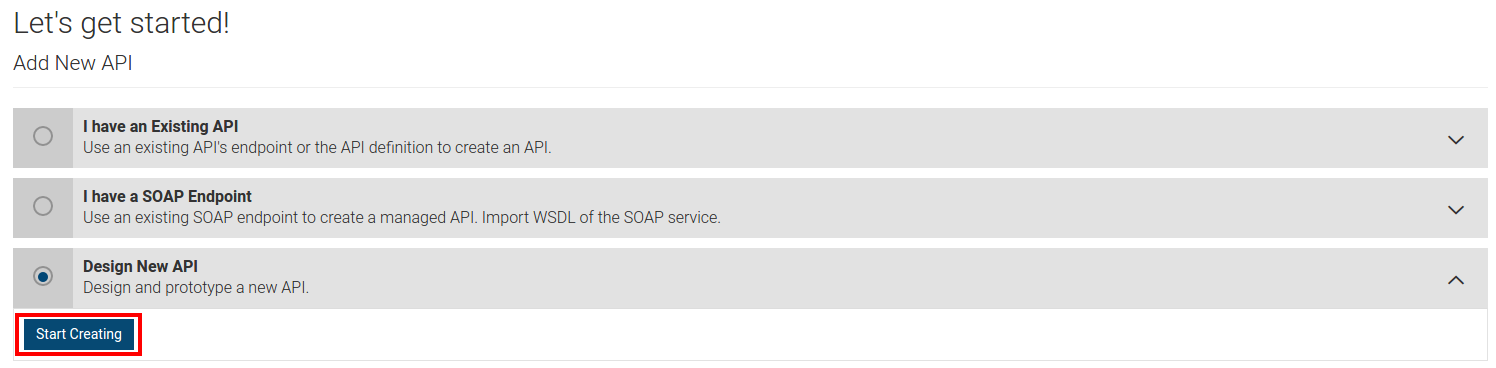 Let's get started!
Add New API
I have an Existing API
Use an existing API's endpoint or the API definition to create an API.
I have a SOAP Endpoint
Use an existing SOAP endpoint to create a managed API. Import WSDL of the SOAP service.
Design New API
Design and prototype a new API.
Start Creating